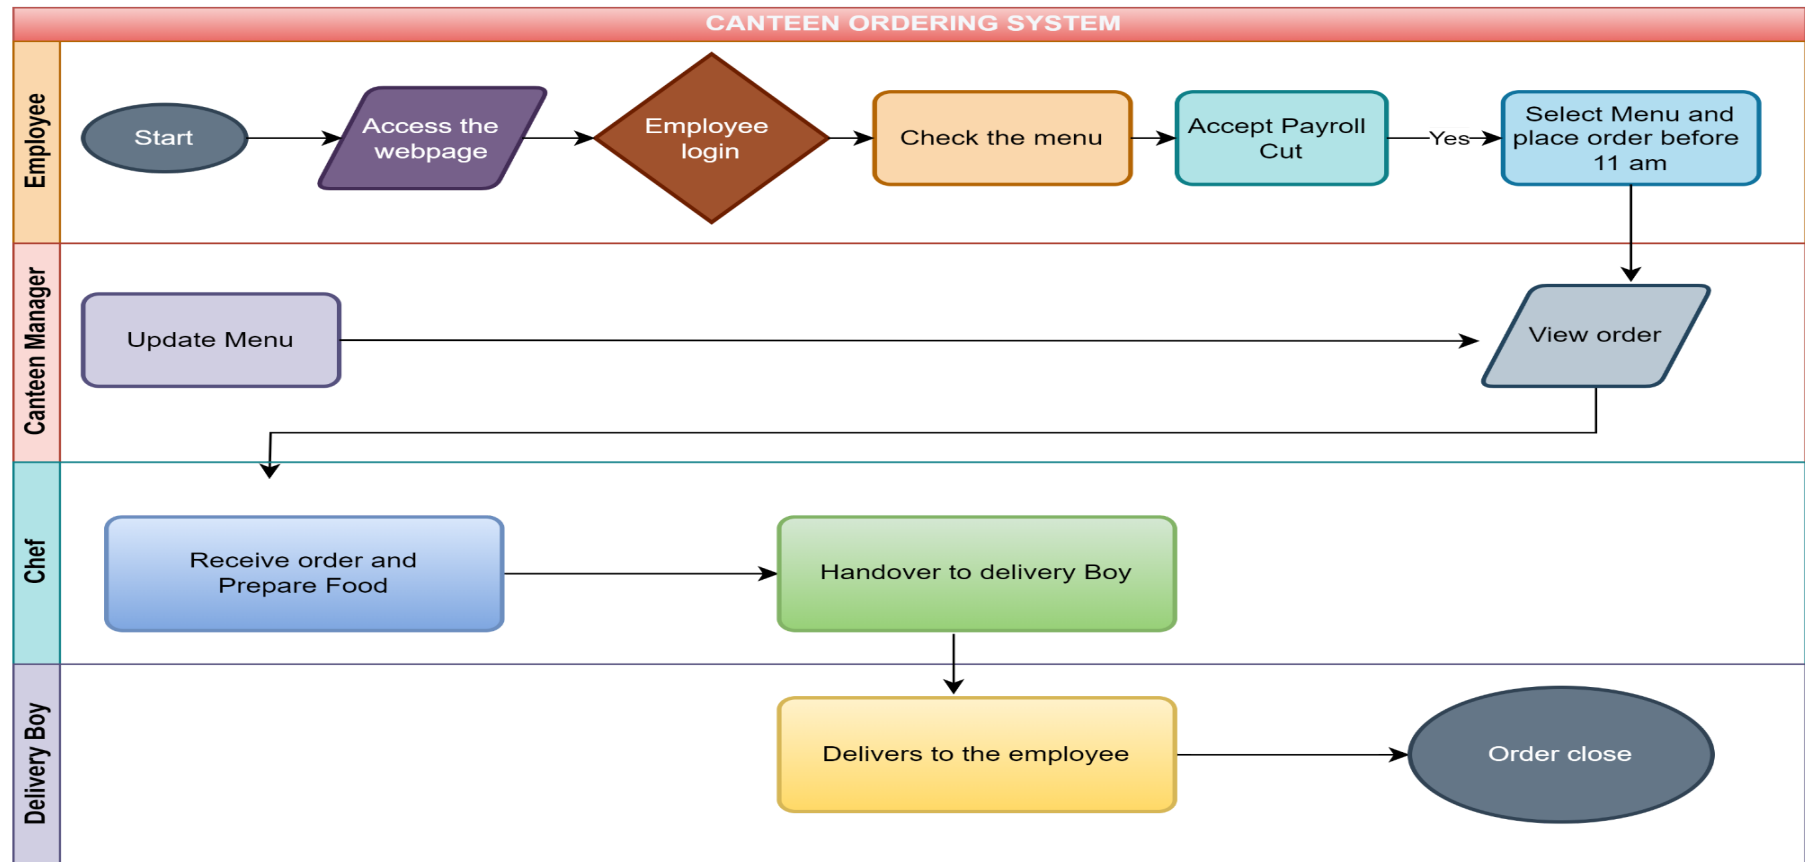 CANTEEN ORDERING SYSTEM
Employee
Start
Access the
webpage
Employee
login
Check the menu
Accept Payroll
Cut
Yes
Select Menu and
place order before
11 am
Canteen Manager
Update Menu
View order
Chef
Receive order and
Prepare Food
Handover to delivery Boy
Delivery Boy
Delivers to the employee
Order close